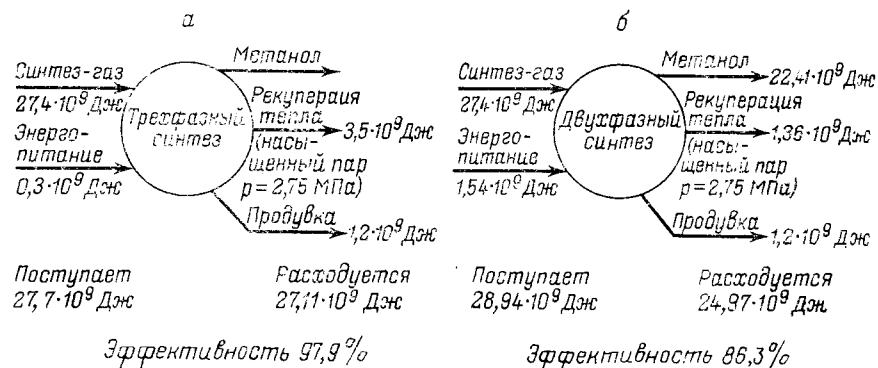 а
Синтез-газ
27,4·10⁹ Дж
Энерго-
питание
0,3·10⁹ Дж
Трехфазный
синтез
Метанол
Рекуперация
тепла
(насы-
щенный пар
р=2,75 МПа)
3,5·10⁹ Дж
Продувка
1,2·10⁹ Дж
Поступает
27,7·10⁹ Дж
Расходуется
27,11·10⁹ Дж
Эффективность 97,9%
б
Синтез-газ
27,4·10⁹ Дж
Энерго-
питание
1,54·10⁹ Дж
Двухфазный
синтез
Метанол
22,41·10⁹ Дж
Рекуперация
тепла
(насы-
щенный пар
р=2,75 МПа)
1,36·10⁹ Дж
Продувка
1,2·10⁹ Дж
Поступает
28,94·10⁹ Дж
Расходуется
24,97·10⁹ Дж
Эффективность 86,3%